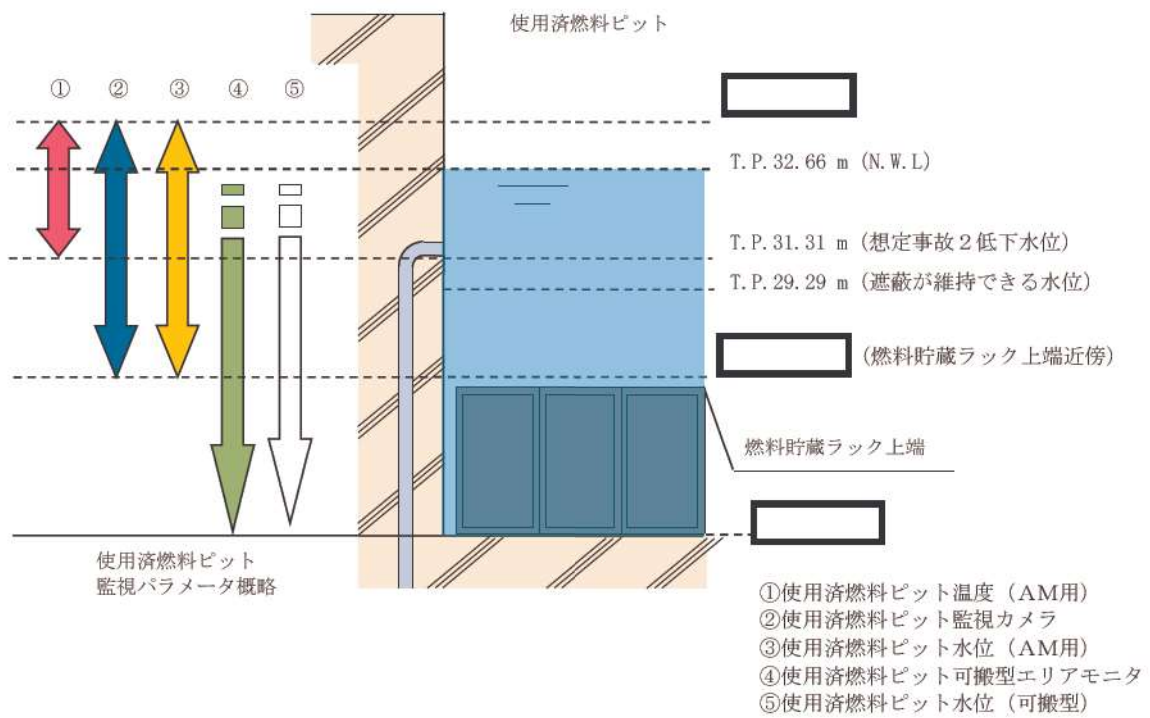 使用済燃料ピット
① ② ③ ④ ⑤
T.P.32.66 m (N.W.L)
T.P.31.31 m (想定事故2低下水位)
T.P.29.29 m (遮蔽が維持できる水位)
(燃料貯蔵ラック上端近傍)
燃料貯蔵ラック上端
使用済燃料ピット
監視パラメータ概略
①使用済燃料ピット温度(AM用)
②使用済燃料ピット監視カメラ
③使用済燃料ピット水位(AM用)
④使用済燃料ピット可搬型エリアモニタ
⑤使用済燃料ピット水位(可搬型)